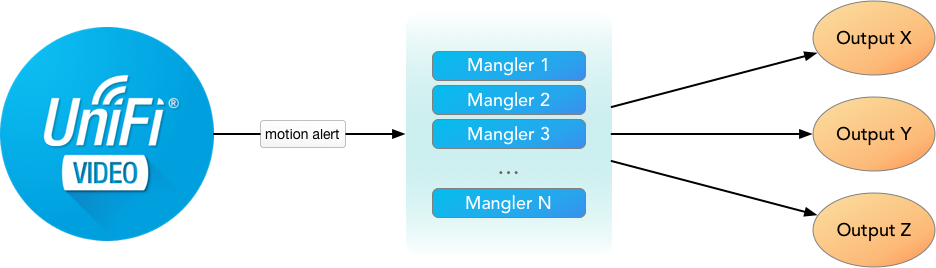 UniFi®
VIDEO
motion alert
Mangler 1
Mangler 2
Mangler 3
...
Mangler N
Output X
Output Y
Output Z